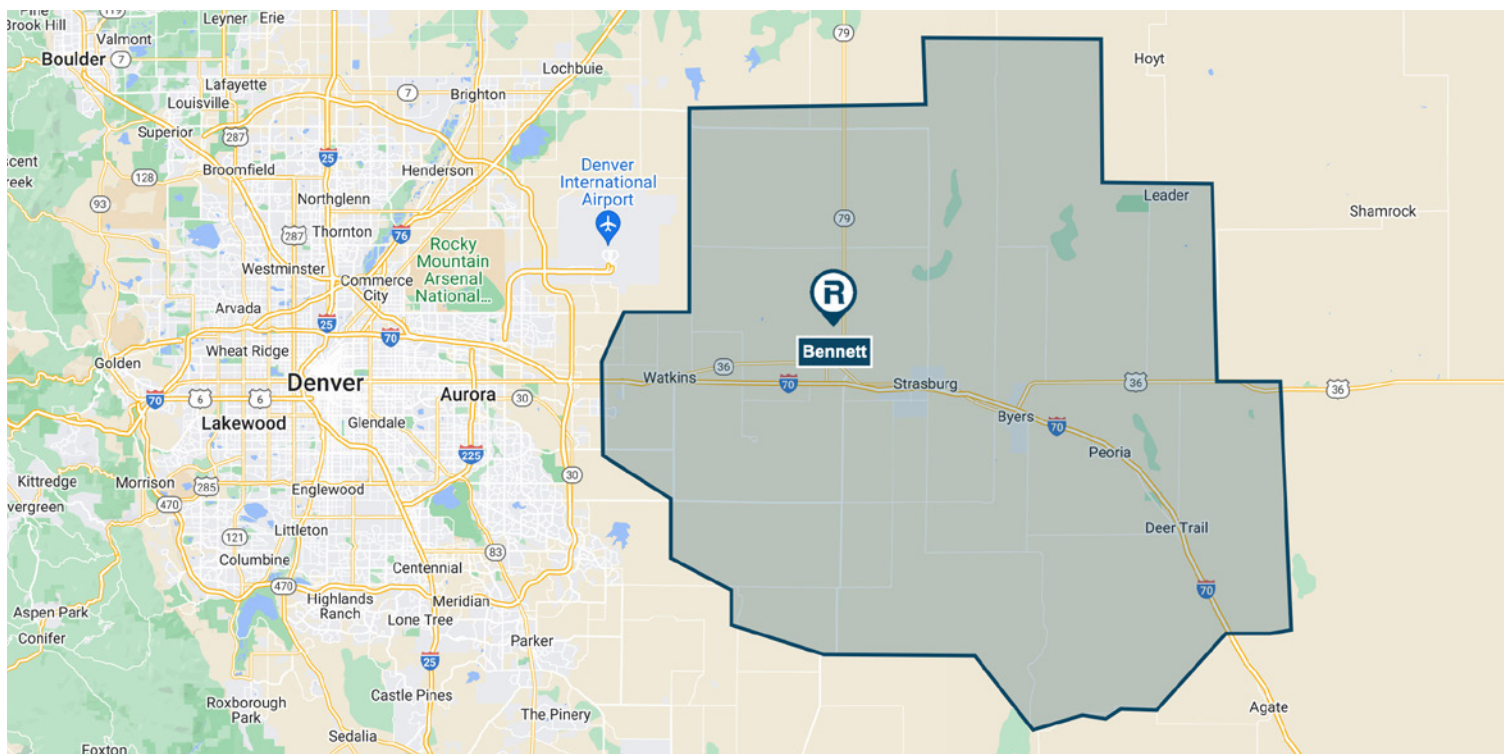 119
Pine
Brook Hill
Leyner
Erie
Valmont
Boulder
7
Lafayette
Louisville
Superior
287
Lochbuie
7
Brighton
79
Hoyt
25
128
Broomfield
Henderson
Denver
International
Airport
93
Northglenn
Leader
79
Shamrock
287
Thornton
76
Rocky
Mountain
Arsenal
National...
Westminster
Commerce
City
R
Arvada
25
70
Bennett
Golden
Wheat Ridge
36
Denver
Watkins
70
Strasburg
36
36
70
6
6
Aurora
30
Lakewood
Glendale
Byers
70
225
Peoria
Kittredge
Morrison
285
30
vergreen
470
Englewood
Littleton
Deer Trail
121
83
Columbine
Centennial
470
70
Highlands
Ranch
Meridian
Aspen Park
Lone Tree
Conifer
Parker
25
Castle Pines
Roxborough
Park
The Pinery
Agate
Sedalia
Foxton